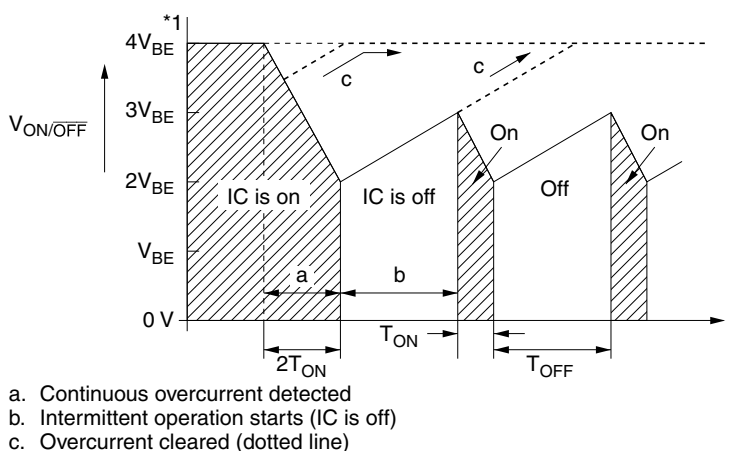 *1
4VBE
VON/OFF
3VBE
2VBE
VBE
0 V
c
c
On
On
IC is on
IC is off
Off
a
b
TON
2TON
TOFF
a. Continuous overcurrent detected
b. Intermittent operation starts (IC is off)
c. Overcurrent cleared (dotted line)